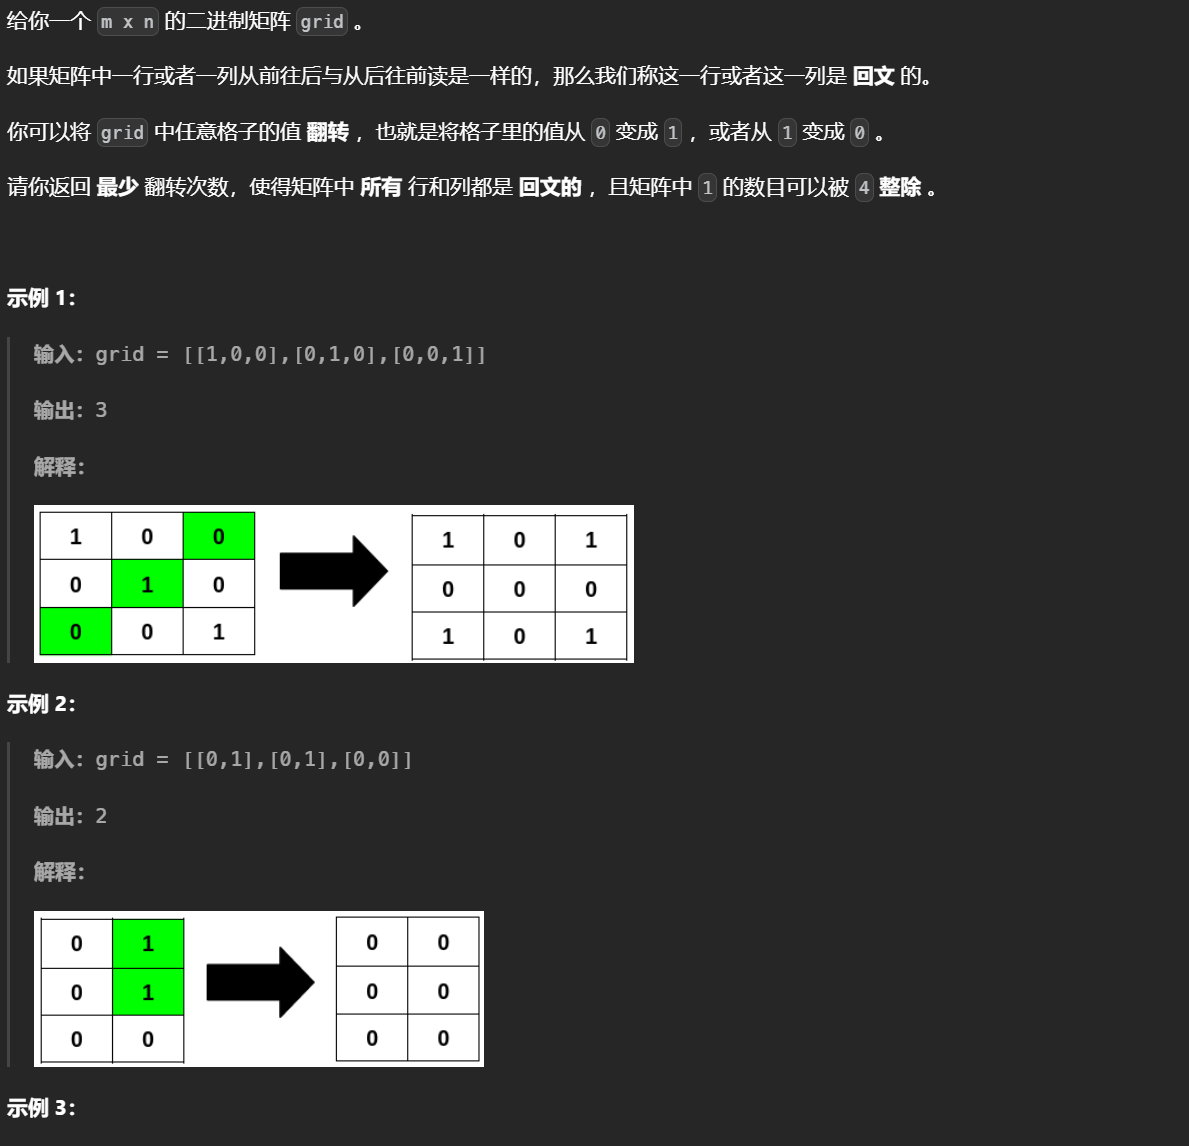 给你一个 m x n 的二进制矩阵 grid 。
如果矩阵中一行或者一列从前往后与从后往前读是一样的，那么我们称这一行或者这一列是 回文 的。
你可以将 grid 中任意格子的值 翻转 ，也就是将格子里的值从 0 变成 1 ，或者从 1 变成 0 。
请你返回 最少 翻转次数，使得矩阵中 所有 行和列都是 回文的 ，且矩阵中 1 的数目可以被 4 整除 。
示例 1：
输入：grid = [[1,0,0],[0,1,0],[0,0,1]]
输出：3
解释：
1 0 0
0 1 0
0 0 1
1 0 1
0 0 0
1 0 1
示例 2：
输入：grid = [[0,1],[0,1],[0,0]]
输出：2
解释：
0 1
0 1
0 0
0 0
0 0
0 0
示例 3：